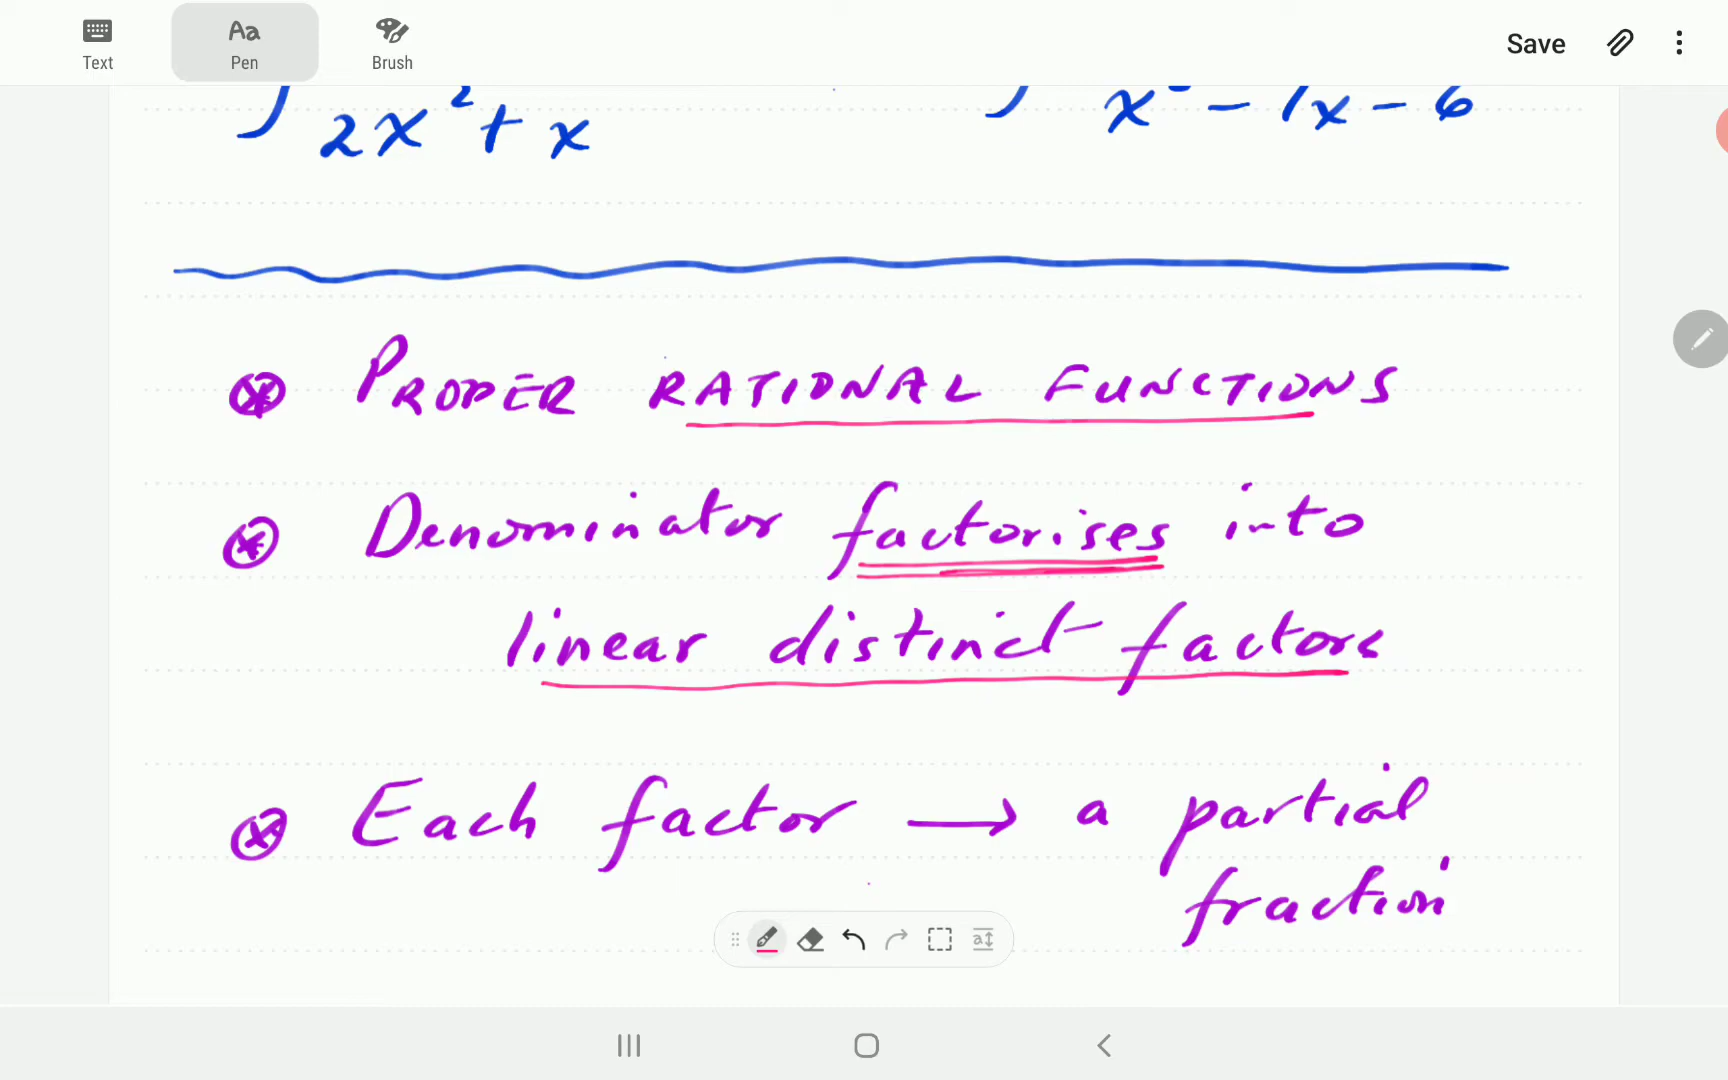 Text Aa Pen Brush Save
∫ 2x² + x ∫ - 7x - 6
PROPER RATIONAL FUNCTIONS
Denominator factorises into
linear distinct factors
Each factor → a partial
fraction